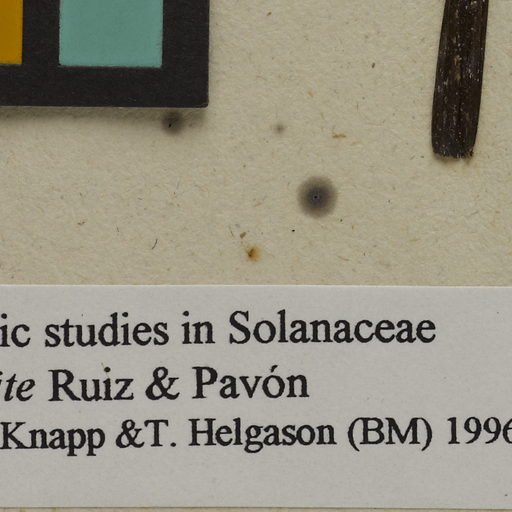 ic studies in Solanaceae
ite Ruiz & Pavón
Knapp &T. Helgason (BM) 1996